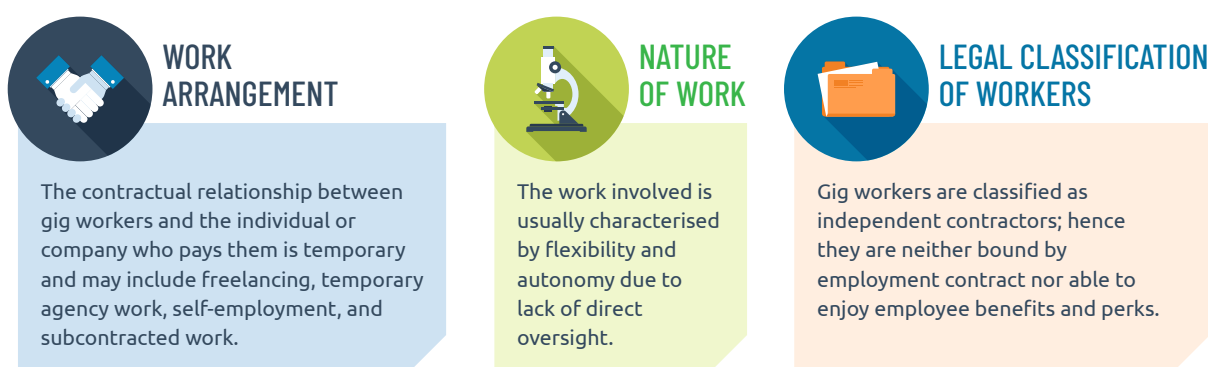 WORK
ARRANGEMENT
The contractual relationship between
gig workers and the individual or
company who pays them is temporary
and may include freelancing, temporary
agency work, self-employment, and
subcontracted work.
NATURE
OF WORK
The work involved is
usually characterised
by flexibility and
autonomy due to
lack of direct
oversight.
LEGAL CLASSIFICATION
OF WORKERS
Gig workers are classified as
independent contractors; hence
they are neither bound by
employment contract nor able to
enjoy employee benefits and perks.